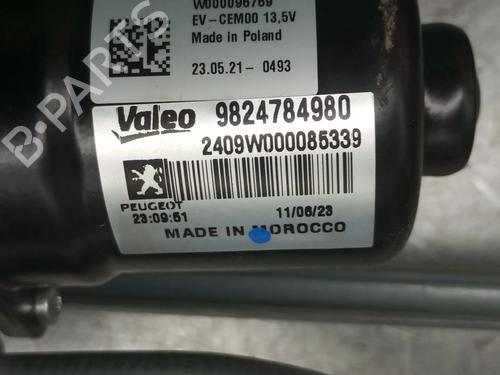 W000096769
EV-CEM00 13,5V
Made in Poland
23.05.21- 0493
Valeo 9824784980
2409W000085339
PEUGEOT
23:09:51 11/06/23
MADE IN MOROCCO
B-PARTS